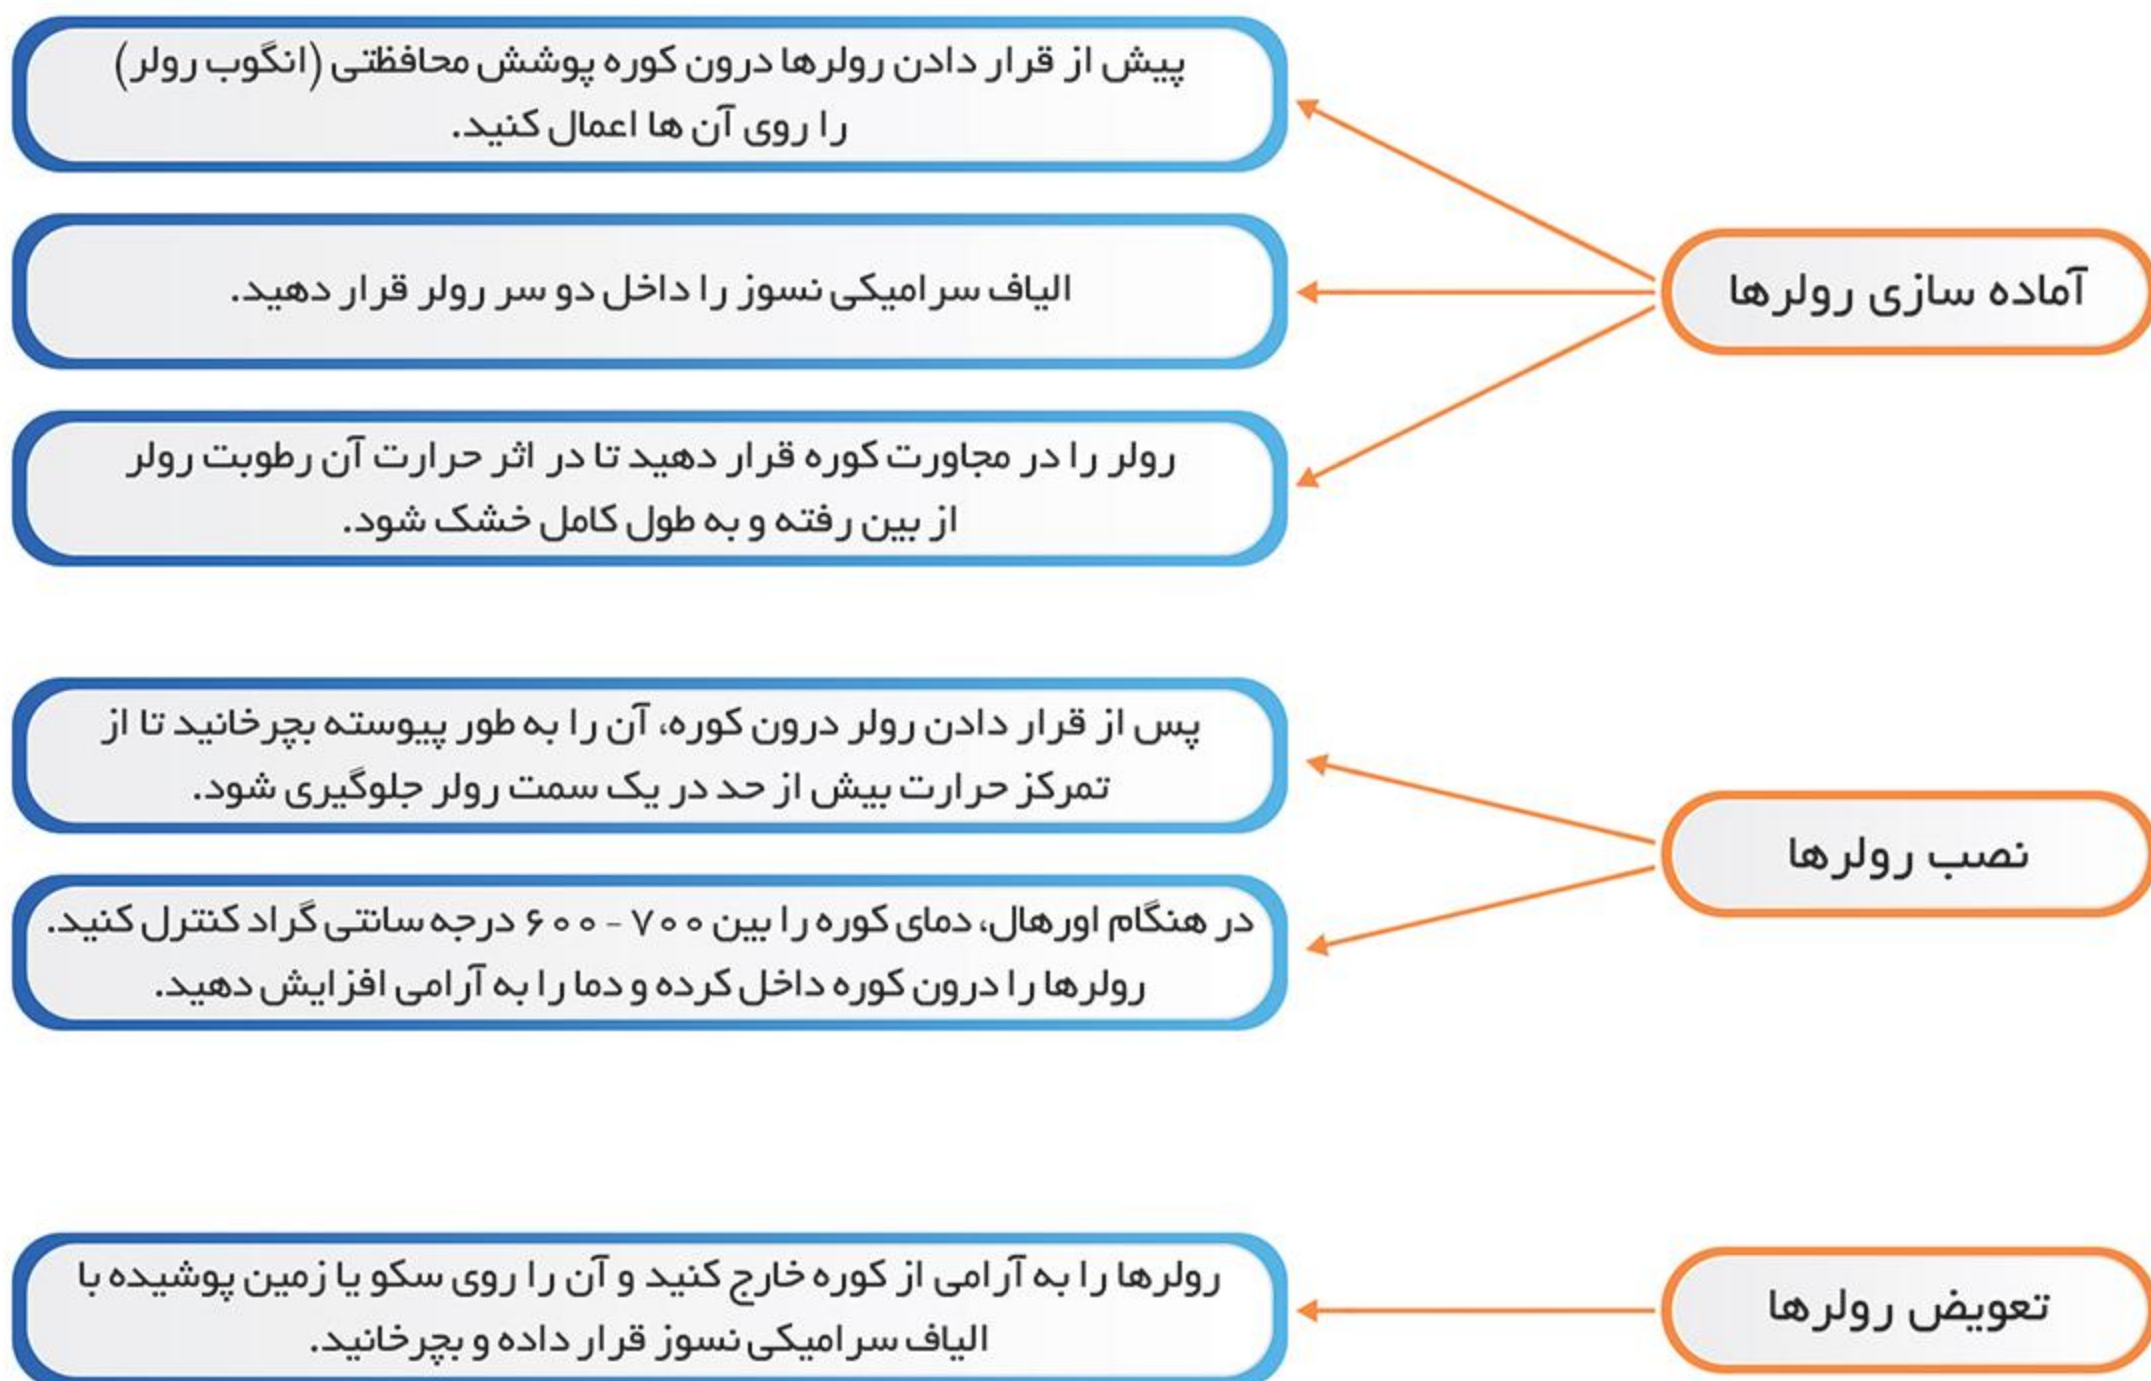 آماده سازی رولرها
پیش از قرار دادن رولرها درون کوره پوشش محافظتی (انگوب رولر)
را روی آن ها اعمال کنید.
الیاف سرامیکی نسوز را داخل دو سر رولر قرار دهید.
رولر را در مجاورت کوره قرار دهید تا در اثر حرارت آن رطوبت رولر
از بین رفته و به طول کامل خشک شود.
نصب رولرها
پس از قرار دادن رولر درون کوره، آن را به طور پیوسته بچرخانید تا از
تمرکز حرارت بیش از حد در یک سمت رولر جلوگیری شود.
در هنگام اورهال، دمای کوره را بین ۷۰۰ - ۶۰۰ درجه سانتی گراد کنترل کنید.
رولرها را درون کوره داخل کرده و دما را به آرامی افزایش دهید.
تعویض رولرها
رولرها را به آرامی از کوره خارج کنید و آن را روی سکو یا زمین پوشیده با
الیاف سرامیکی نسوز قرار داده و بچرخانید.